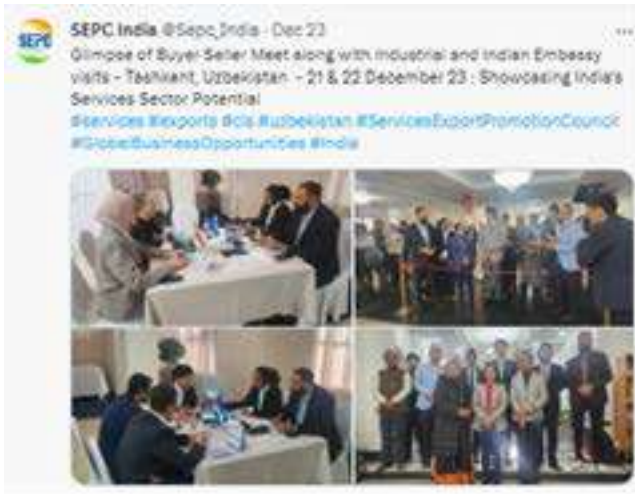 SEPC
SEPC India @Sepc_India · Dec 23
Glimpse of Buyer Seller Meet along with Industrial and Indian Embassy
visits - Tashkent, Uzbekistan - 21 & 22 December 23 : Showcasing India's
Services Sector Potential
#services #exports #cis #uzbekistan #ServicesExportPromotionCouncil
#GlobalBusinessOpportunities #India